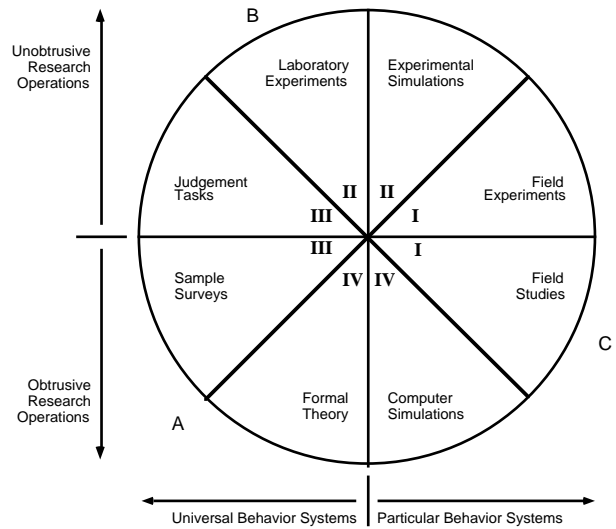 B
Unobtrusive
Research
Operations
Laboratory
Experiments
Experimental
Simulations
Judgement
Tasks
Field
Experiments
II
II
III
I
III
I
IV
IV
Sample
Surveys
Field
Studies
C
Obtrusive
Research
Operations
Formal
Theory
Computer
Simulations
A
Universal Behavior Systems
Particular Behavior Systems